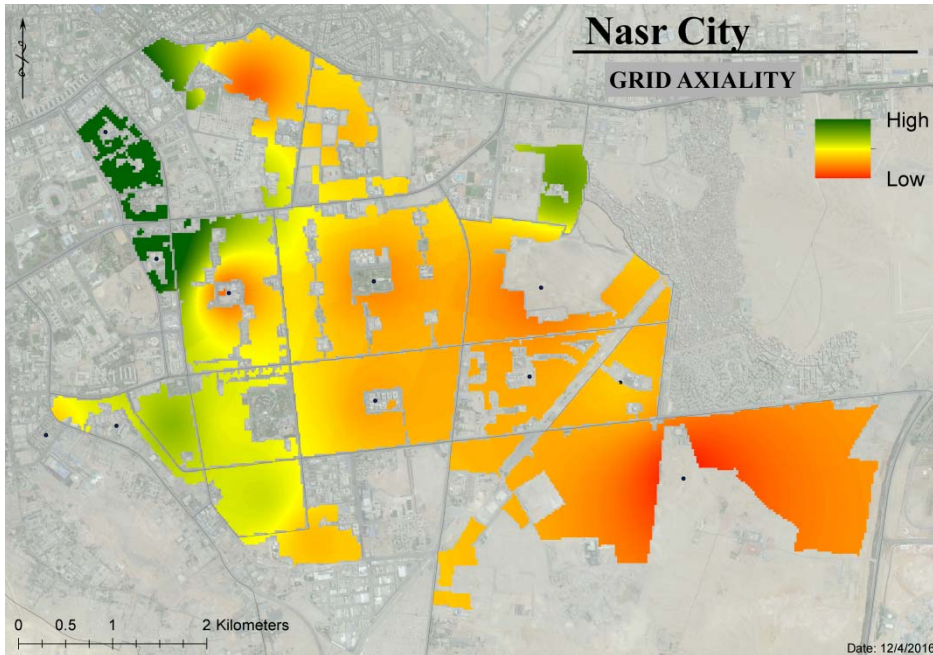 Nasr City
GRID AXIALITY
High
Low
0 0.5 1 2 Kilometers
Date: 12/4/2016